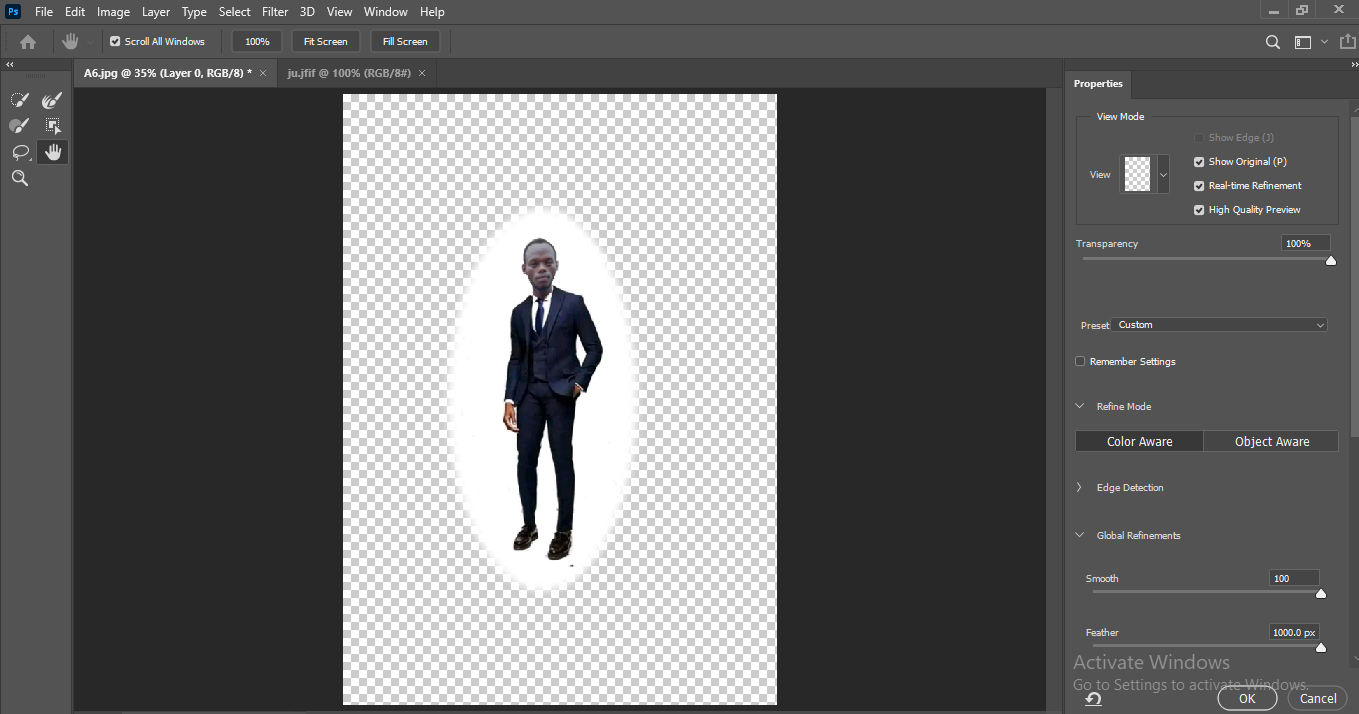 Ps File Edit Image Layer Type Select Filter 3D View Window Help
Scroll All Windows 100% Fit Screen Fill Screen
A6.jpg @ 35% (Layer 0, RGB/8) * × ju.jfif @ 100% (RGB/8#) ×
Properties
View Mode
Show Edge (J)
Show Original (P)
View
Real-time Refinement
High Quality Preview
Transparency 100%
Preset Custom
Remember Settings
Refine Mode
Color Aware Object Aware
Edge Detection
Global Refinements
Smooth 100
Feather 1000.0 px
Activate Windows
Go to Settings to activate Windows.
OK Cancel